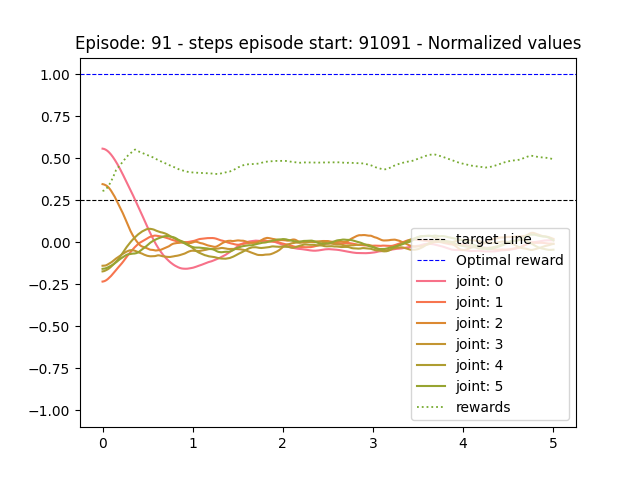 Episode: 91 - steps episode start: 91091 - Normalized values
1.00
0.75
0.50
0.25
0.00
−0.25
−0.50
−0.75
−1.00
target Line
Optimal reward
joint: 0
joint: 1
joint: 2
joint: 3
joint: 4
joint: 5
rewards
0 1 2 3 4 5